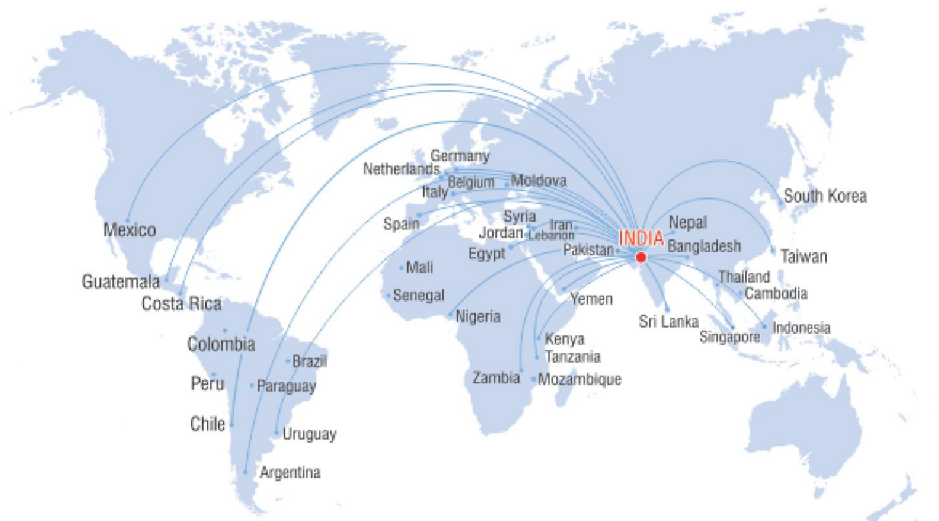 Germany
Netherlands
Italy
Belgium
Moldova
South Korea
Spain
Syria
Mexico
Jordan
Lebanon
Iran
Nepal
INDIA
Egypt
Pakistan
Bangladesh
Taiwan
Mali
Guatemala
Thailand
Costa Rica
Senegal
Yemen
Cambodia
Nigeria
Sri Lanka
Singapore
Indonesia
Colombia
Kenya
Brazil
Tanzania
Peru
Paraguay
Zambia
Mozambique
Chile
Uruguay
Argentina